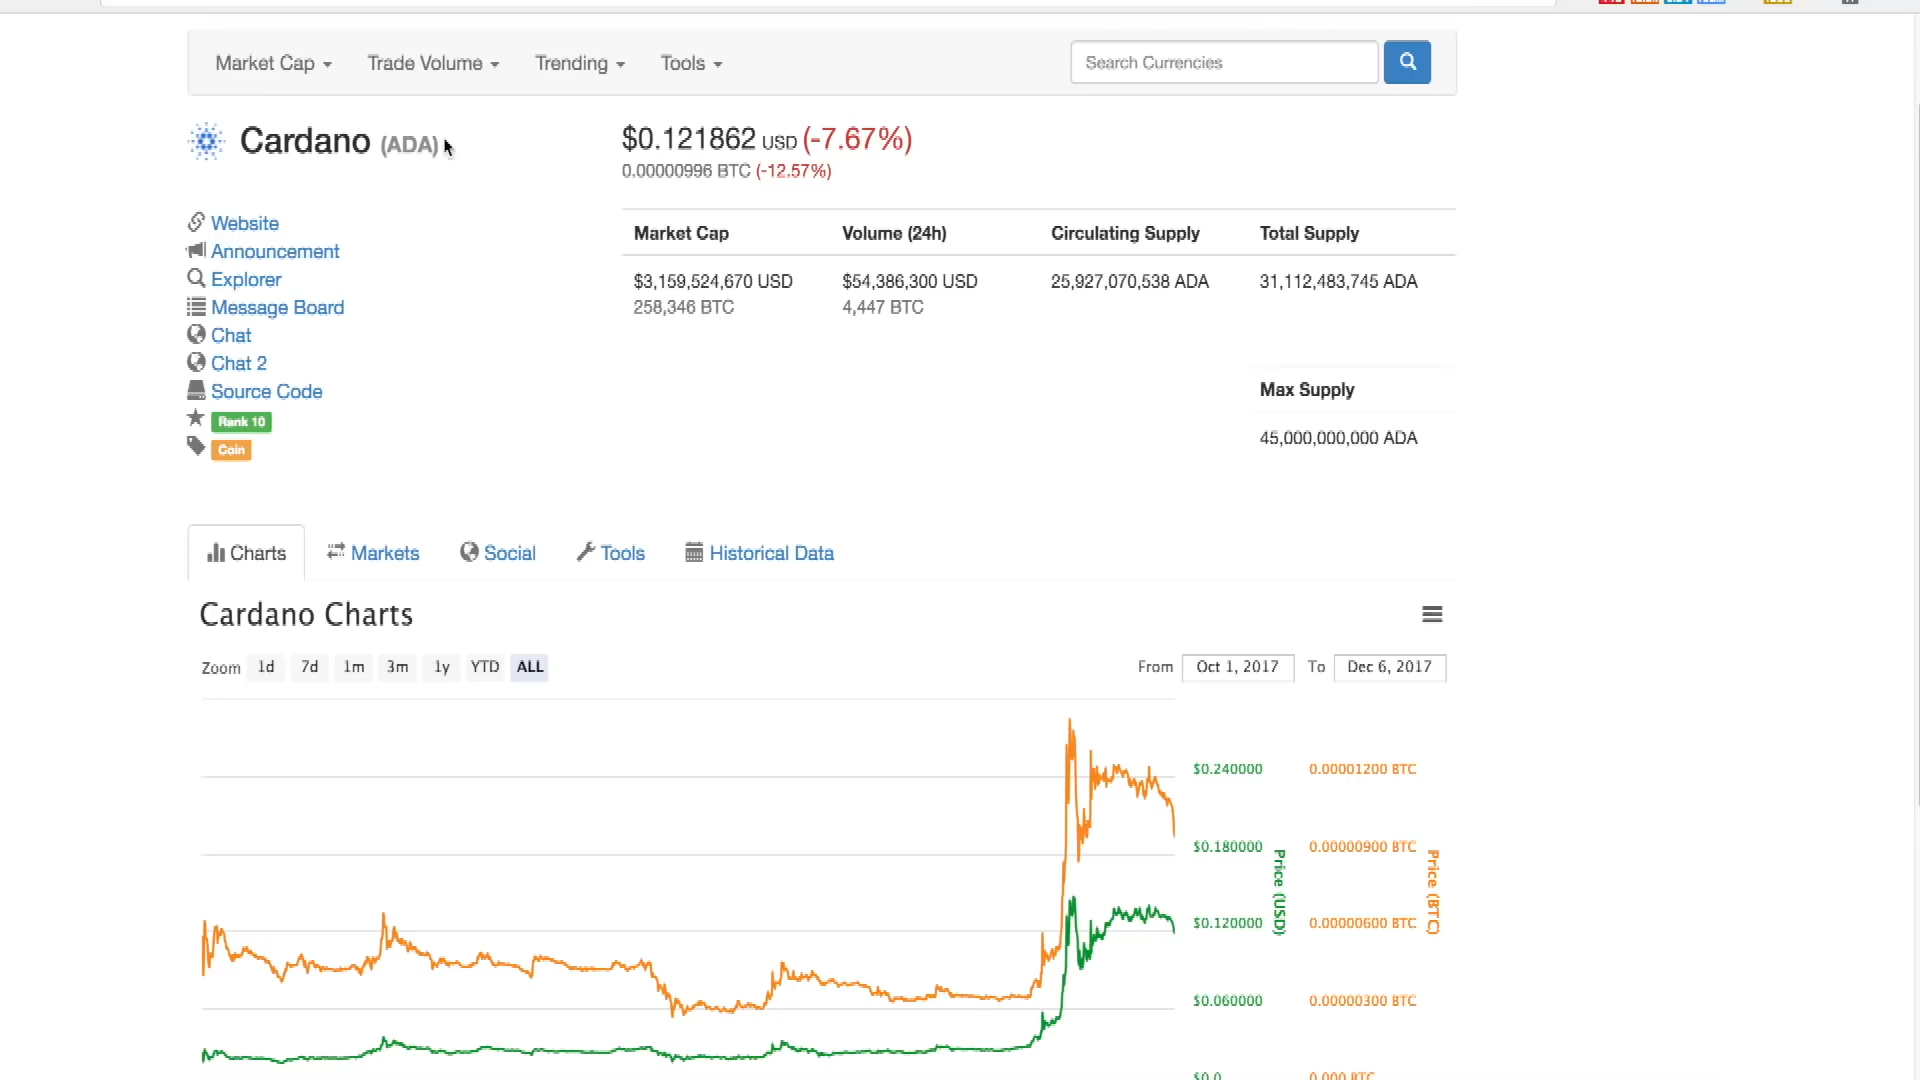 Market Cap Trade Volume Trending Tools Search Currencies
Cardano (ADA)
$0.121862 USD (-7.67%)
0.00000996 BTC (-12.57%)
Website
Announcement
Explorer
Message Board
Chat
Chat 2
Source Code
Rank 10
Coin
Market Cap Volume (24h) Circulating Supply Total Supply
$3,159,524,670 USD $54,386,300 USD 25,927,070,538 ADA 31,112,483,745 ADA
258,346 BTC 4,447 BTC
Max Supply
45,000,000,000 ADA
Charts Markets Social Tools Historical Data
Cardano Charts
Zoom 1d 7d 1m 3m 1y YTD ALL From Oct 1, 2017 To Dec 6, 2017
$0.240000 0.00001200 BTC
$0.180000 0.00000900 BTC
$0.120000 0.00000600 BTC
$0.060000 0.00000300 BTC
$0.0 0.000 BTC
Price (USD)
Price (BTC)